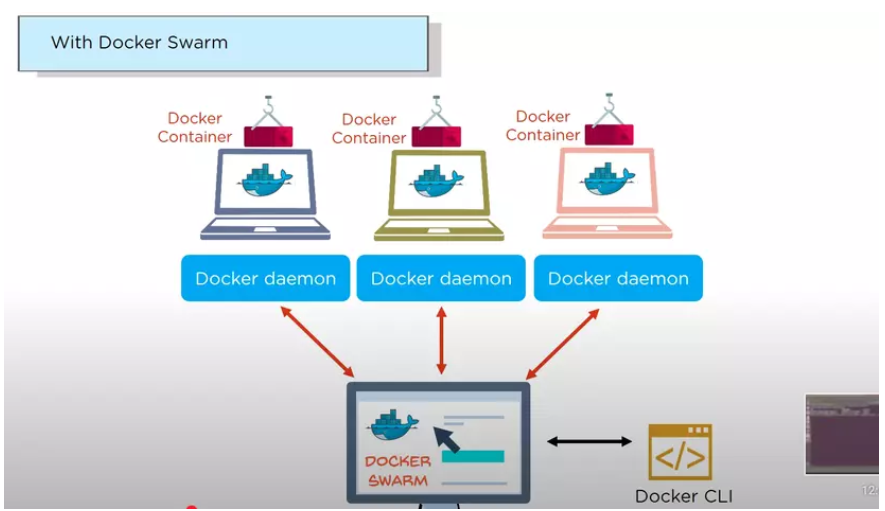 With Docker Swarm
Docker
Container
Docker
Container
Docker
Container
Docker daemon
Docker daemon
Docker daemon
DOCKER
SWARM
</>
Docker CLI